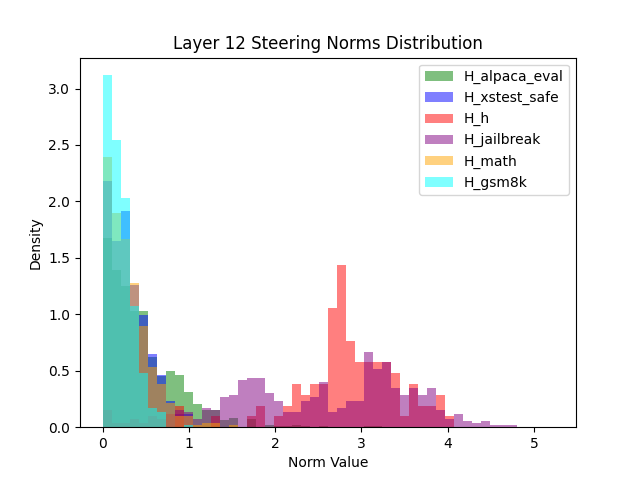 Layer 12 Steering Norms Distribution
H_alpaca_eval
H_xstest_safe
H_h
H_jailbreak
H_math
H_gsm8k
Density
3.0
2.5
2.0
1.5
1.0
0.5
0.0
0 1 2 3 4 5
Norm Value